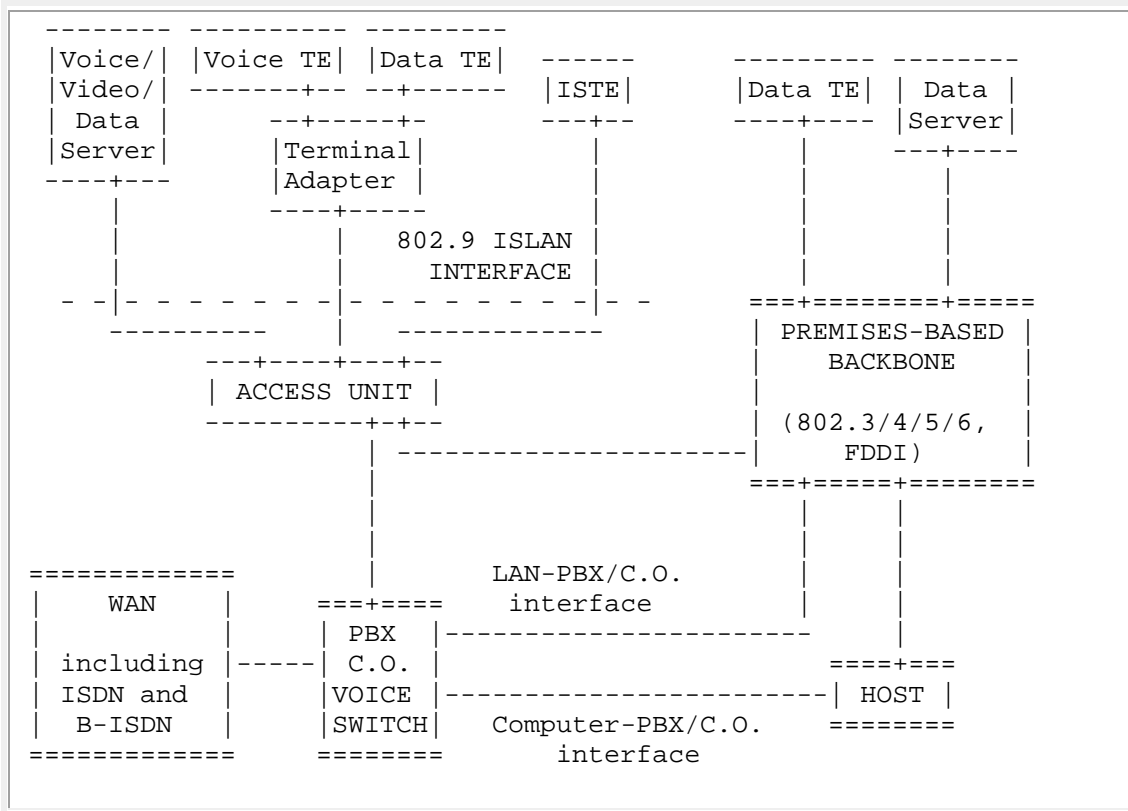 Voice/ Voice TE Data TE
Video/ ISTE Data TE Data
Data Server
Server Terminal
Adapter
802.9 ISLAN
INTERFACE
PREMISES-BASED
BACKBONE
ACCESS UNIT
(802.3/4/5/6,
FDDI)
LAN-PBX/C.O.
WAN interface
PBX
including C.O.
ISDN and VOICE HOST
B-ISDN SWITCH Computer-PBX/C.O.
interface